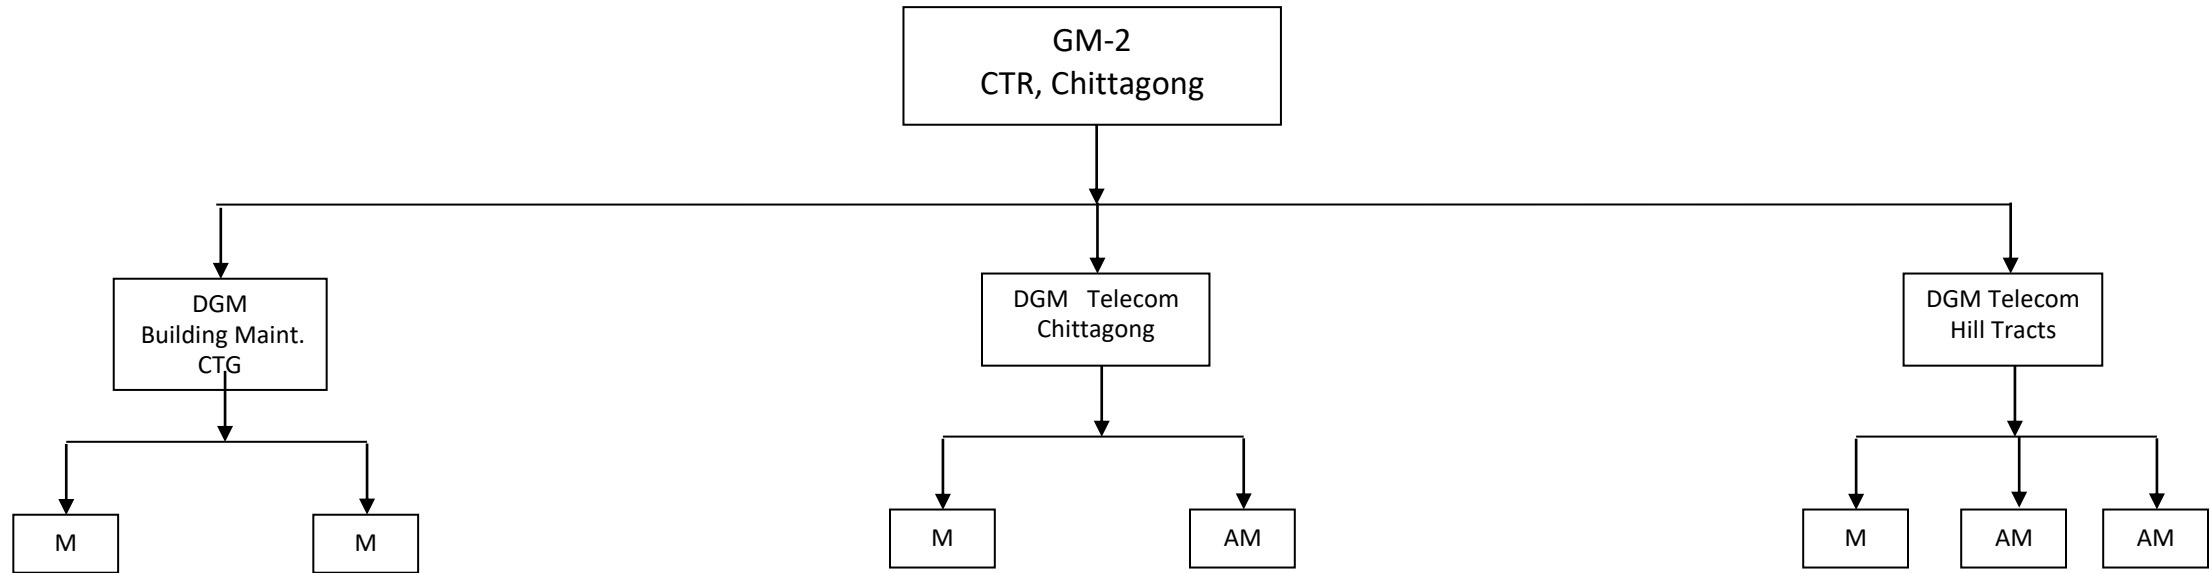 GM-2
CTR, Chittagong
DGM
Building Maint.
CTG
DGM Telecom
Chittagong
DGM Telecom
Hill Tracts
M
M
M
AM
M
AM
AM